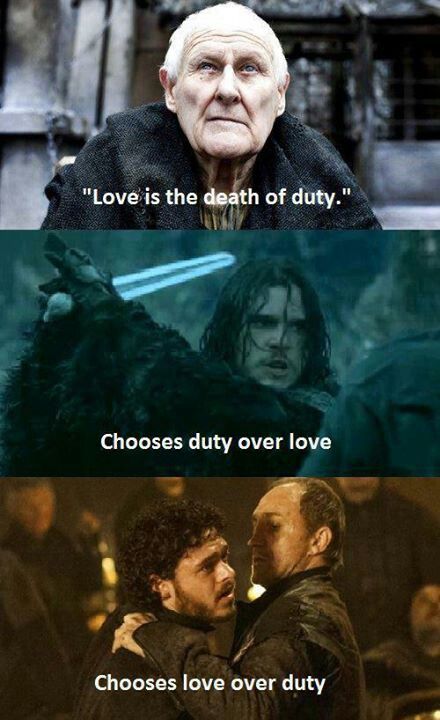 "Love is the death of duty."
Chooses duty over love
Chooses love over duty